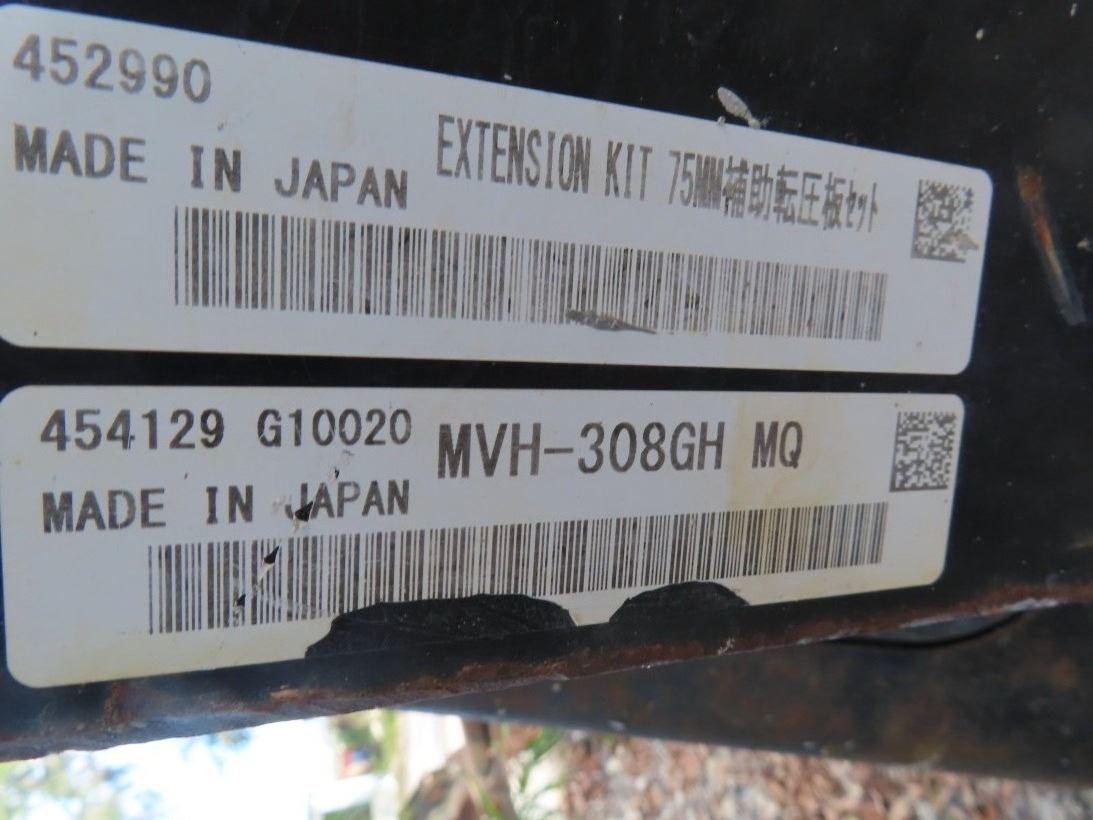 452990
MADE IN JAPAN
EXTENSION KIT 75MM補助転圧板ｾｯﾄ
454129 G10020
MVH-308GH MQ
MADE IN JAPAN